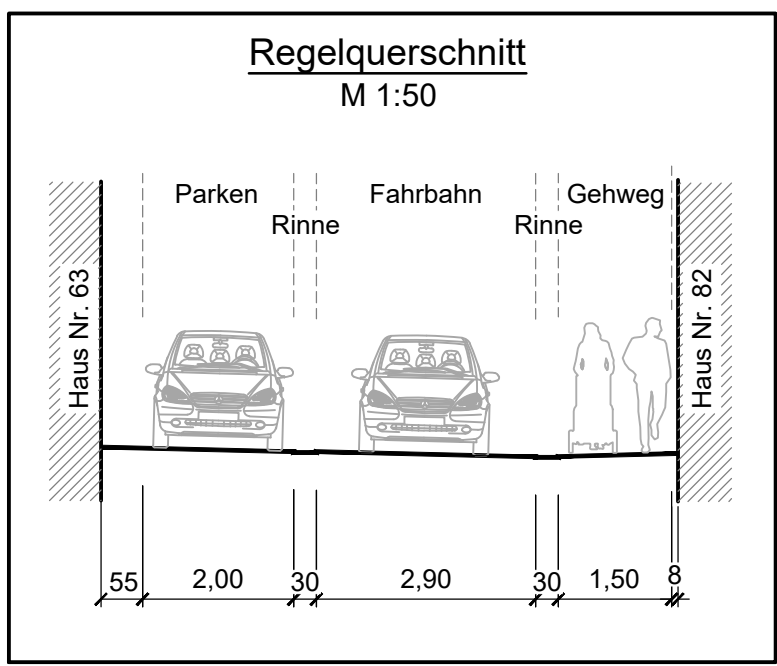 Regelquerschnitt
M 1:50
Parken
Fahrbahn
Gehweg
Rinne
Rinne
Haus Nr. 63
Haus Nr. 82
55
2,00
30
2,90
30
1,50
8